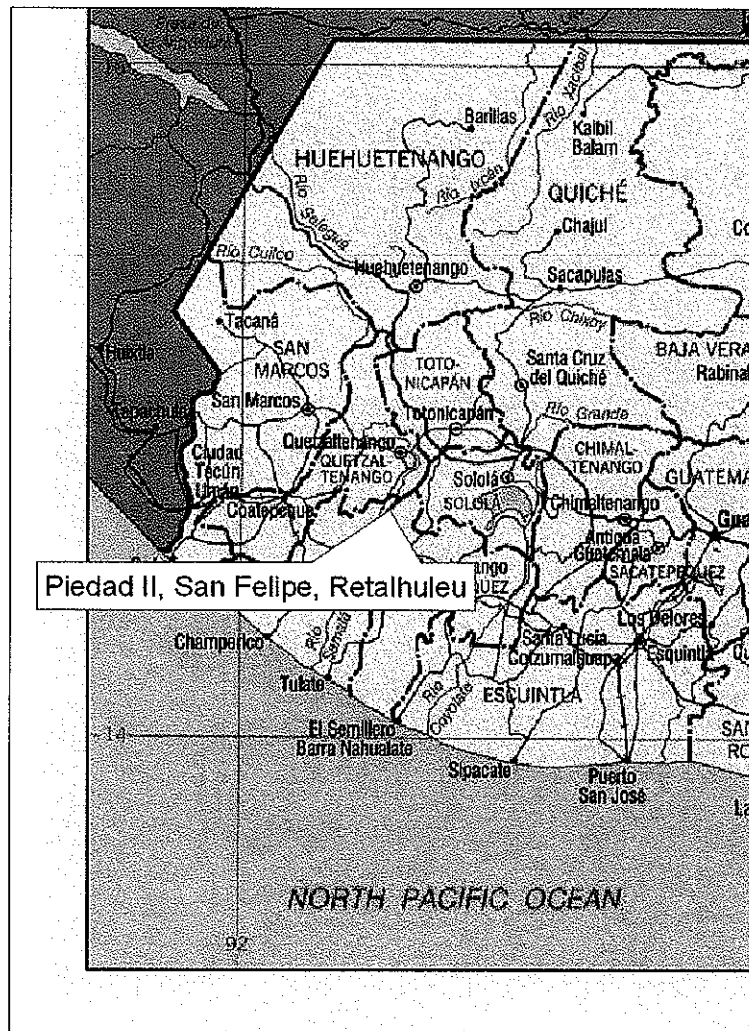 Barillas
Río Xaclbal
Kaibil
Balam
HUEHUETENANGO
Río Ixcán
QUICHÉ
Río
Selegua
Chajul
Río Cuilco
Huehuetenango
Sacapulas
Río Chixoy
Tacaná
SAN
MARCOS
TOTO-
NICAPÁN
Santa Cruz
del Quiché
BAJA VERA
Rabinal
San Marcos
Totonicapán
Río Grande
Quetzaltenango
QUETZAL-
TENANGO
CHIMAL-
TENANGO
Ciudad
Tecún
Umán
Sololá
SOLOLÁ
GUATEMA
Coatepeque
Chimaltenango
Antigua
Guatemala
SACATEPÉQUEZ
Piedad II, San Felipe, Retalhuleu
Champerico
Río
Samalá
Santa Lucía
Cotzumalguapa
Los Delores
Esquintla
Tulate
Río
Coyolate
ESCUINTLA
14
El Semillero
Barra Nahualate
Sipacate
Puerto
San José
NORTH PACIFIC OCEAN
92